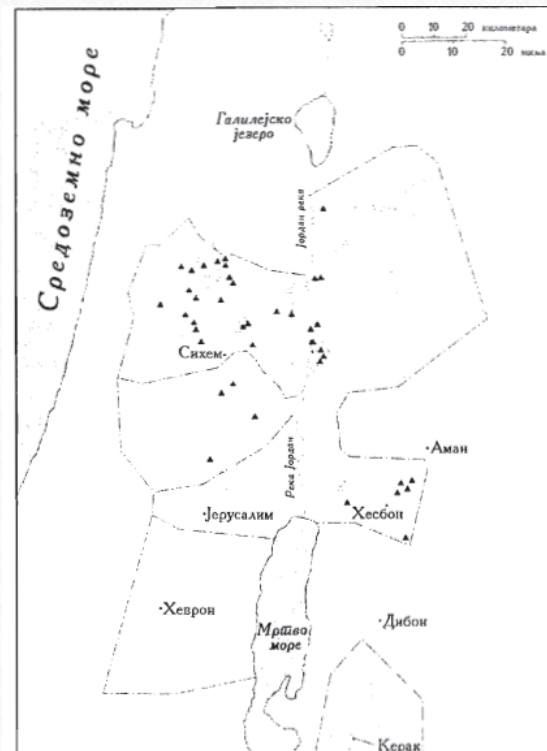 0 10 20 километара
0 10 20 миља
Средоземно море
Галилејско
језеро
Јордан река
Сихем
Аман
Река Јордан
Јерусалим
Хесбон
Хеврон
Мртво
море
Дибон
Керак